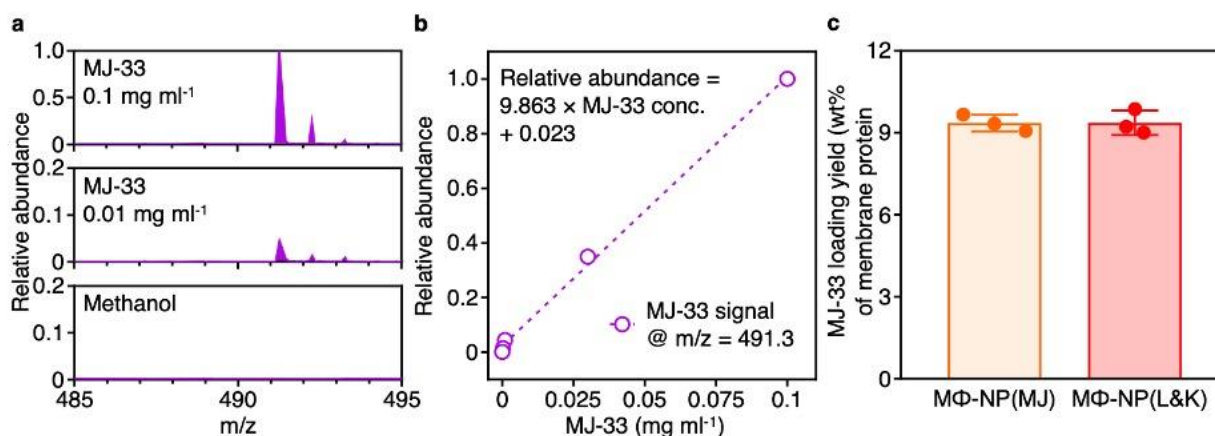 a
Relative abundance
1.0
0.5
0
MJ-33
0.1 mg ml⁻¹
0.2
0.1
0
MJ-33
0.01 mg ml⁻¹
0.2
0.1
0
Methanol
485
490
495
m/z
b
Relative abundance
1.0
0.8
0.6
0.4
0.2
0
Relative abundance =
9.863 × MJ-33 conc.
+ 0.023
MJ-33 signal
@ m/z = 491.3
0
0.025
0.05
0.075
0.1
MJ-33 (mg ml⁻¹)
c
MJ-33 loading yield (wt%
of membrane protein
12
9
6
3
0
MΦ-NP(MJ)
MΦ-NP(L&K)